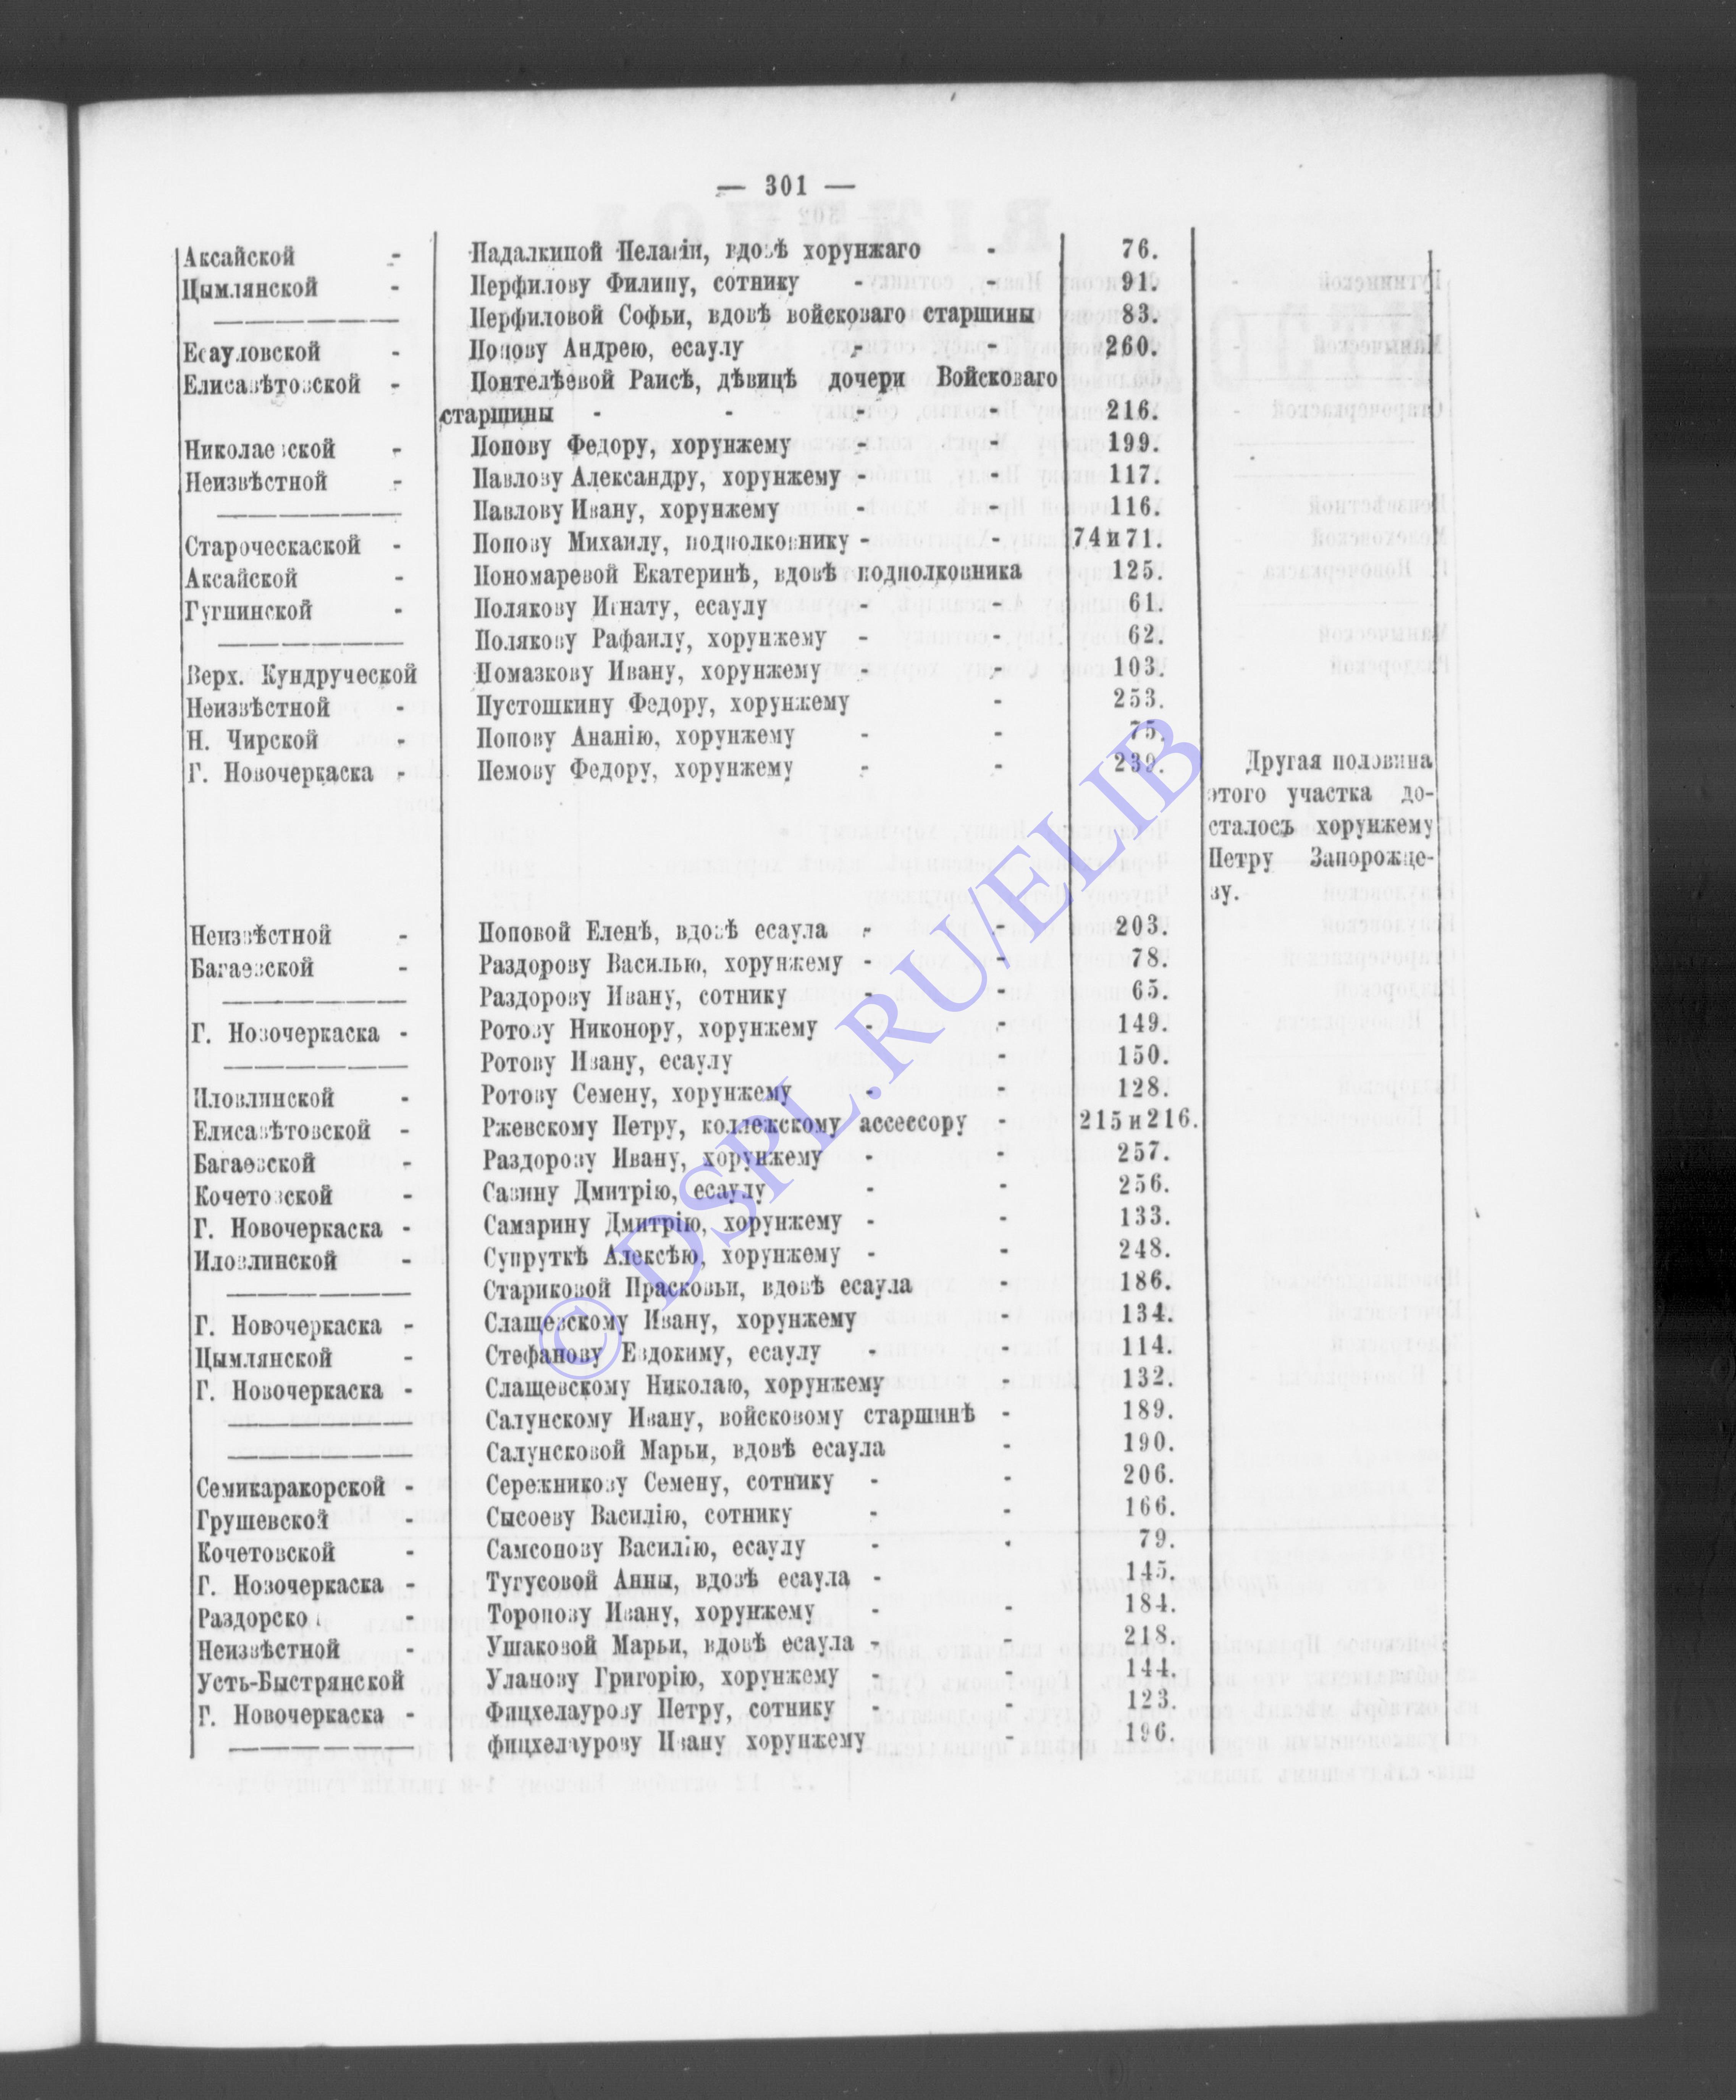 — 301 —
Аксайской - Надалкиной Пелагіи, вдовѣ хорунжаго - 76.
Цымлянской - Перфилову Филипу, сотнику - - 91.
—————— Перфиловой Софьи, вдовѣ войсковаго старшины 83.
Есауловской - Попову Андрею, есаулу - - 260.
Елисавѣтовской - Понтелѣевой Раисѣ, дѣвицѣ дочери Войсковаго
старшины - - - - 216.
Николаевской - Попову Федору, хорунжему - - 199.
Неизвѣстной - Павлову Александру, хорунжему - - 117.
—————— Павлову Ивану, хорунжему - - 116.
Староческаской - Попову Михаилу, подполковнику - - 74 и 71.
Аксайской - Пономаревой Екатеринѣ, вдовѣ подполковника 125.
Гугнинской - Полякову Игнату, есаулу - - 61.
—————— Полякову Рафаилу, хорунжему - - 62.
Верх. Кундруческой Помазкову Ивану, хорунжему - - 103.
Неизвѣстной - Пустошкину Федору, хорунжему - 253.
Н. Чирской - Попову Ананію, хорунжему - - 75.
Г. Новочеркаска - Пемову Федору, хорунжему - - 239. Другая половина
этого участка до-
сталосъ хорунжему
Петру Запорожце-
ву.
Неизвѣстной - Поповой Еленѣ, вдовѣ есаула - - 203.
Багаевской - Раздорову Василью, хорунжему - - 78.
—————— Раздорову Ивану, сотнику - - 65.
Г. Новочеркаска - Ротову Никонору, хорунжему - - 149.
—————— Ротову Ивану, есаулу - 150.
Иловлинской - Ротову Семену, хорунжему - - 128.
Елисавѣтовской - Ржевскому Петру, коллежскому ассессору - 215 и 216.
Багаевской - Раздорову Ивану, хорунжему - - 257.
Кочетовской - Савину Дмитрію, есаулу - - 256.
Г. Новочеркаска - Самарину Дмитрію, хорунжему - - 133.
Иловлинской - Супруткѣ Алексѣю, хорунжему - - 248.
—————— Стариковой Прасковьи, вдовѣ есаула - 186.
Г. Новочеркаска - Слащевскому Ивану, хорунжему - 134.
Цымлянской - Стефанову Евдокиму, есаулу - - 114.
Г. Новочеркаска - Слащевскому Николаю, хорунжему - 132.
—————— Салунскому Ивану, войсковому старшинѣ - 189.
—————— Салунсковой Марьи, вдовѣ есаула - 190.
Семикаракорской - Сережникову Семену, сотнику - - 206.
Грушевской - Сысоеву Василію, сотнику - - 166.
Кочетовской - Самсонову Василію, есаулу - - 79.
Г. Новочеркаска - Тугусовой Анны, вдовѣ есаула - 145.
Раздорско - Торопову Ивану, хорунжему - - 184.
Неизвѣстной - Ушаковой Марьи, вдовѣ есаула - 218.
Усть-Быстрянской Уланову Григорію, хорунжему - - 144.
Г. Новочеркаска - Фицхелаурову Петру, сотнику - - 123.
—————— фицхелаурову Ивану хорунжему - 196.
© DSPL.RU/ELIB